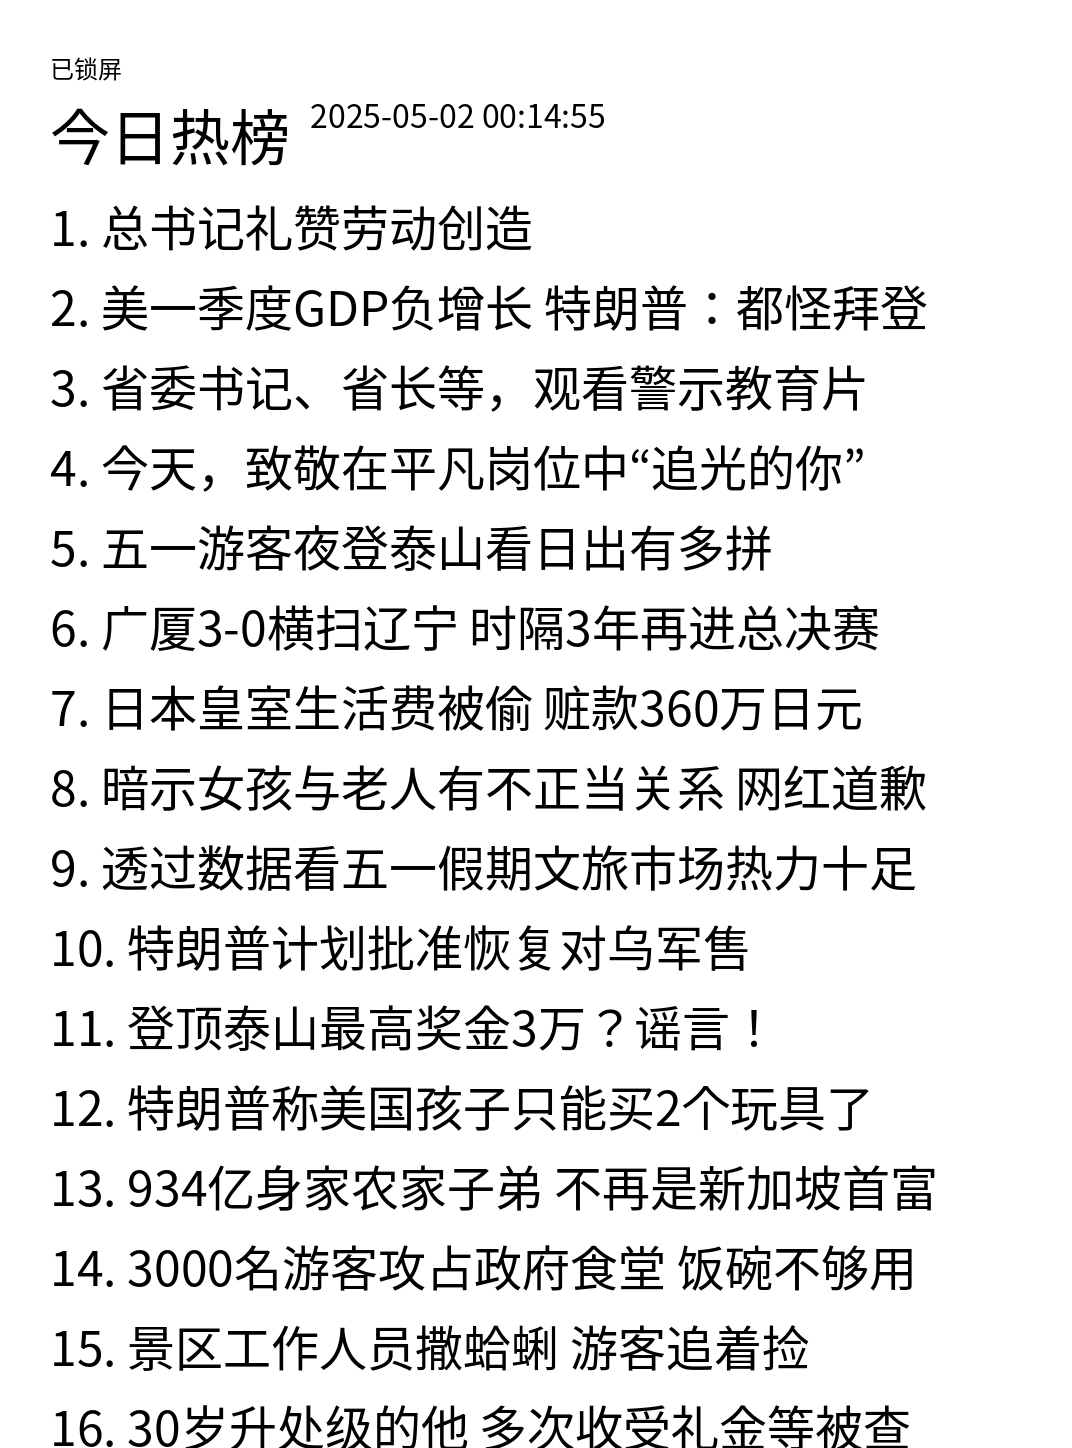 已锁屏
今日热榜 2025-05-02 00:14:55
1. 总书记礼赞劳动创造
2. 美一季度GDP负增长 特朗普：都怪拜登
3. 省委书记、省长等，观看警示教育片
4. 今天，致敬在平凡岗位中“追光的你”
5. 五一游客夜登泰山看日出有多拼
6. 广厦3-0横扫辽宁 时隔3年再进总决赛
7. 日本皇室生活费被偷 赃款360万日元
8. 暗示女孩与老人有不正当关系 网红道歉
9. 透过数据看五一假期文旅市场热力十足
10. 特朗普计划批准恢复对乌军售
11. 登顶泰山最高奖金3万？谣言！
12. 特朗普称美国孩子只能买2个玩具了
13. 934亿身家农家子弟 不再是新加坡首富
14. 3000名游客攻占政府食堂 饭碗不够用
15. 景区工作人员撒蛤蜊 游客追着捡
16. 30岁升处级的他 多次收受礼金等被查